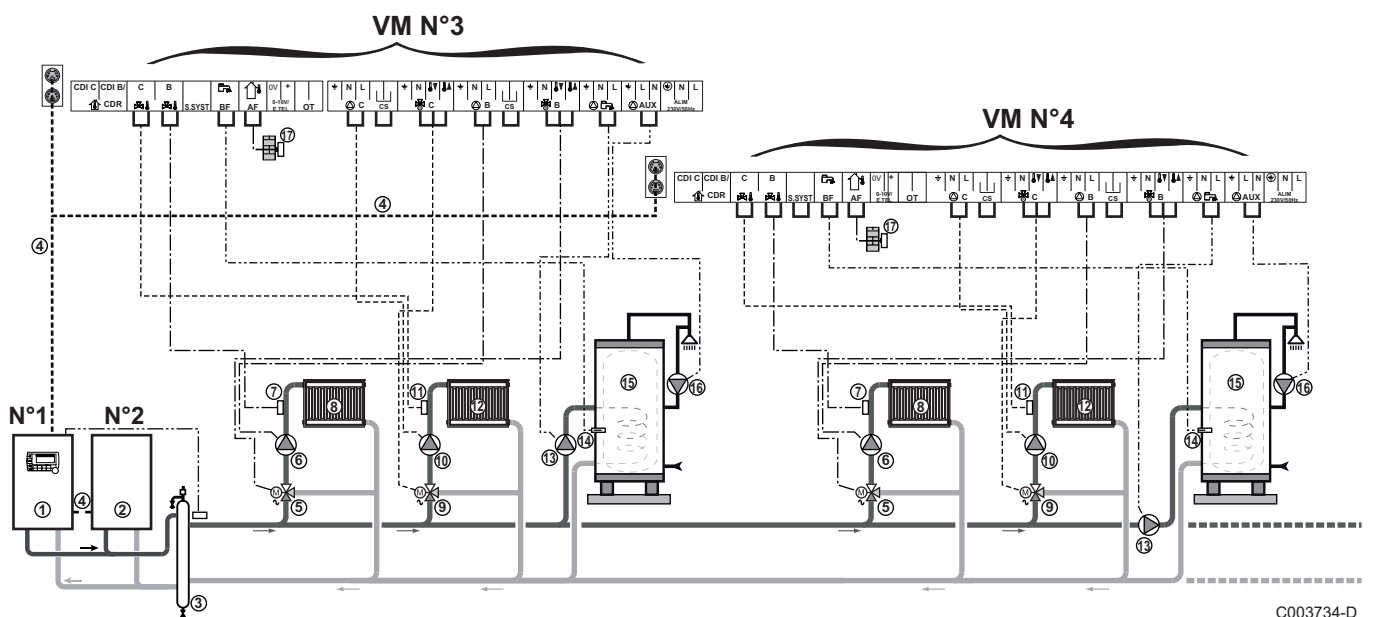 VM N°3
CDI C CDI B/ C B 0V +
CDR S.SYST BF AF 0-10V/ E.TEL OT
N L N N L N N L L N N L
C CS C B CS B AUX ALIM 230V/50Hz
17
VM N°4
CDI C CDI B/ C B 0V +
CDR S.SYST BF AF 0-10V/ E.TEL OT
N L N N L N N L L N N L
C CS C B CS B AUX ALIM 230V/50Hz
4
17
4
7 8 11 12 15 16 7 8 11 12 15 16
N°1 N°2
6 10 13 14 6 10 14
1 4 2 M 5 M 9 M 5 M 9
13
3
C003734-D